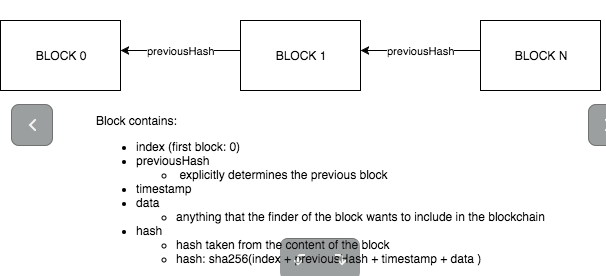 BLOCK 0 previousHash BLOCK 1 previousHash BLOCK N
Block contains:
• index (first block: 0)
• previousHash
o explicitly determines the previous block
• timestamp
• data
o anything that the finder of the block wants to include in the blockchain
• hash
o hash taken from the content of the block
o hash: sha256(index + previousHash + timestamp + data )